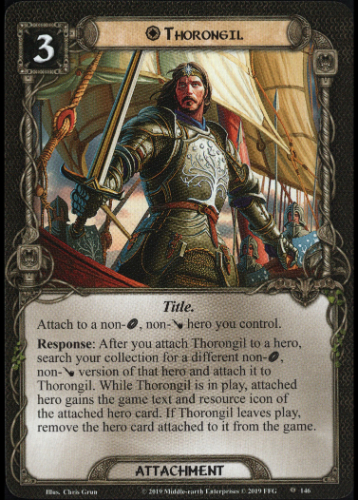 3
Thorongil
Title.
Attach to a non-, non- hero you control.
Response: After you attach Thorongil to a hero,
search your collection for a different non-,
non- version of that hero and attach it to
Thorongil. While Thorongil is in play, attached
hero gains the game text and resource icon of
the attached hero card. If Thorongil leaves play,
remove the hero card attached to it from the game.
Illus. Chris Grun
© 2019 Middle-earth Enterprises © 2019 FFG
146
ATTACHMENT